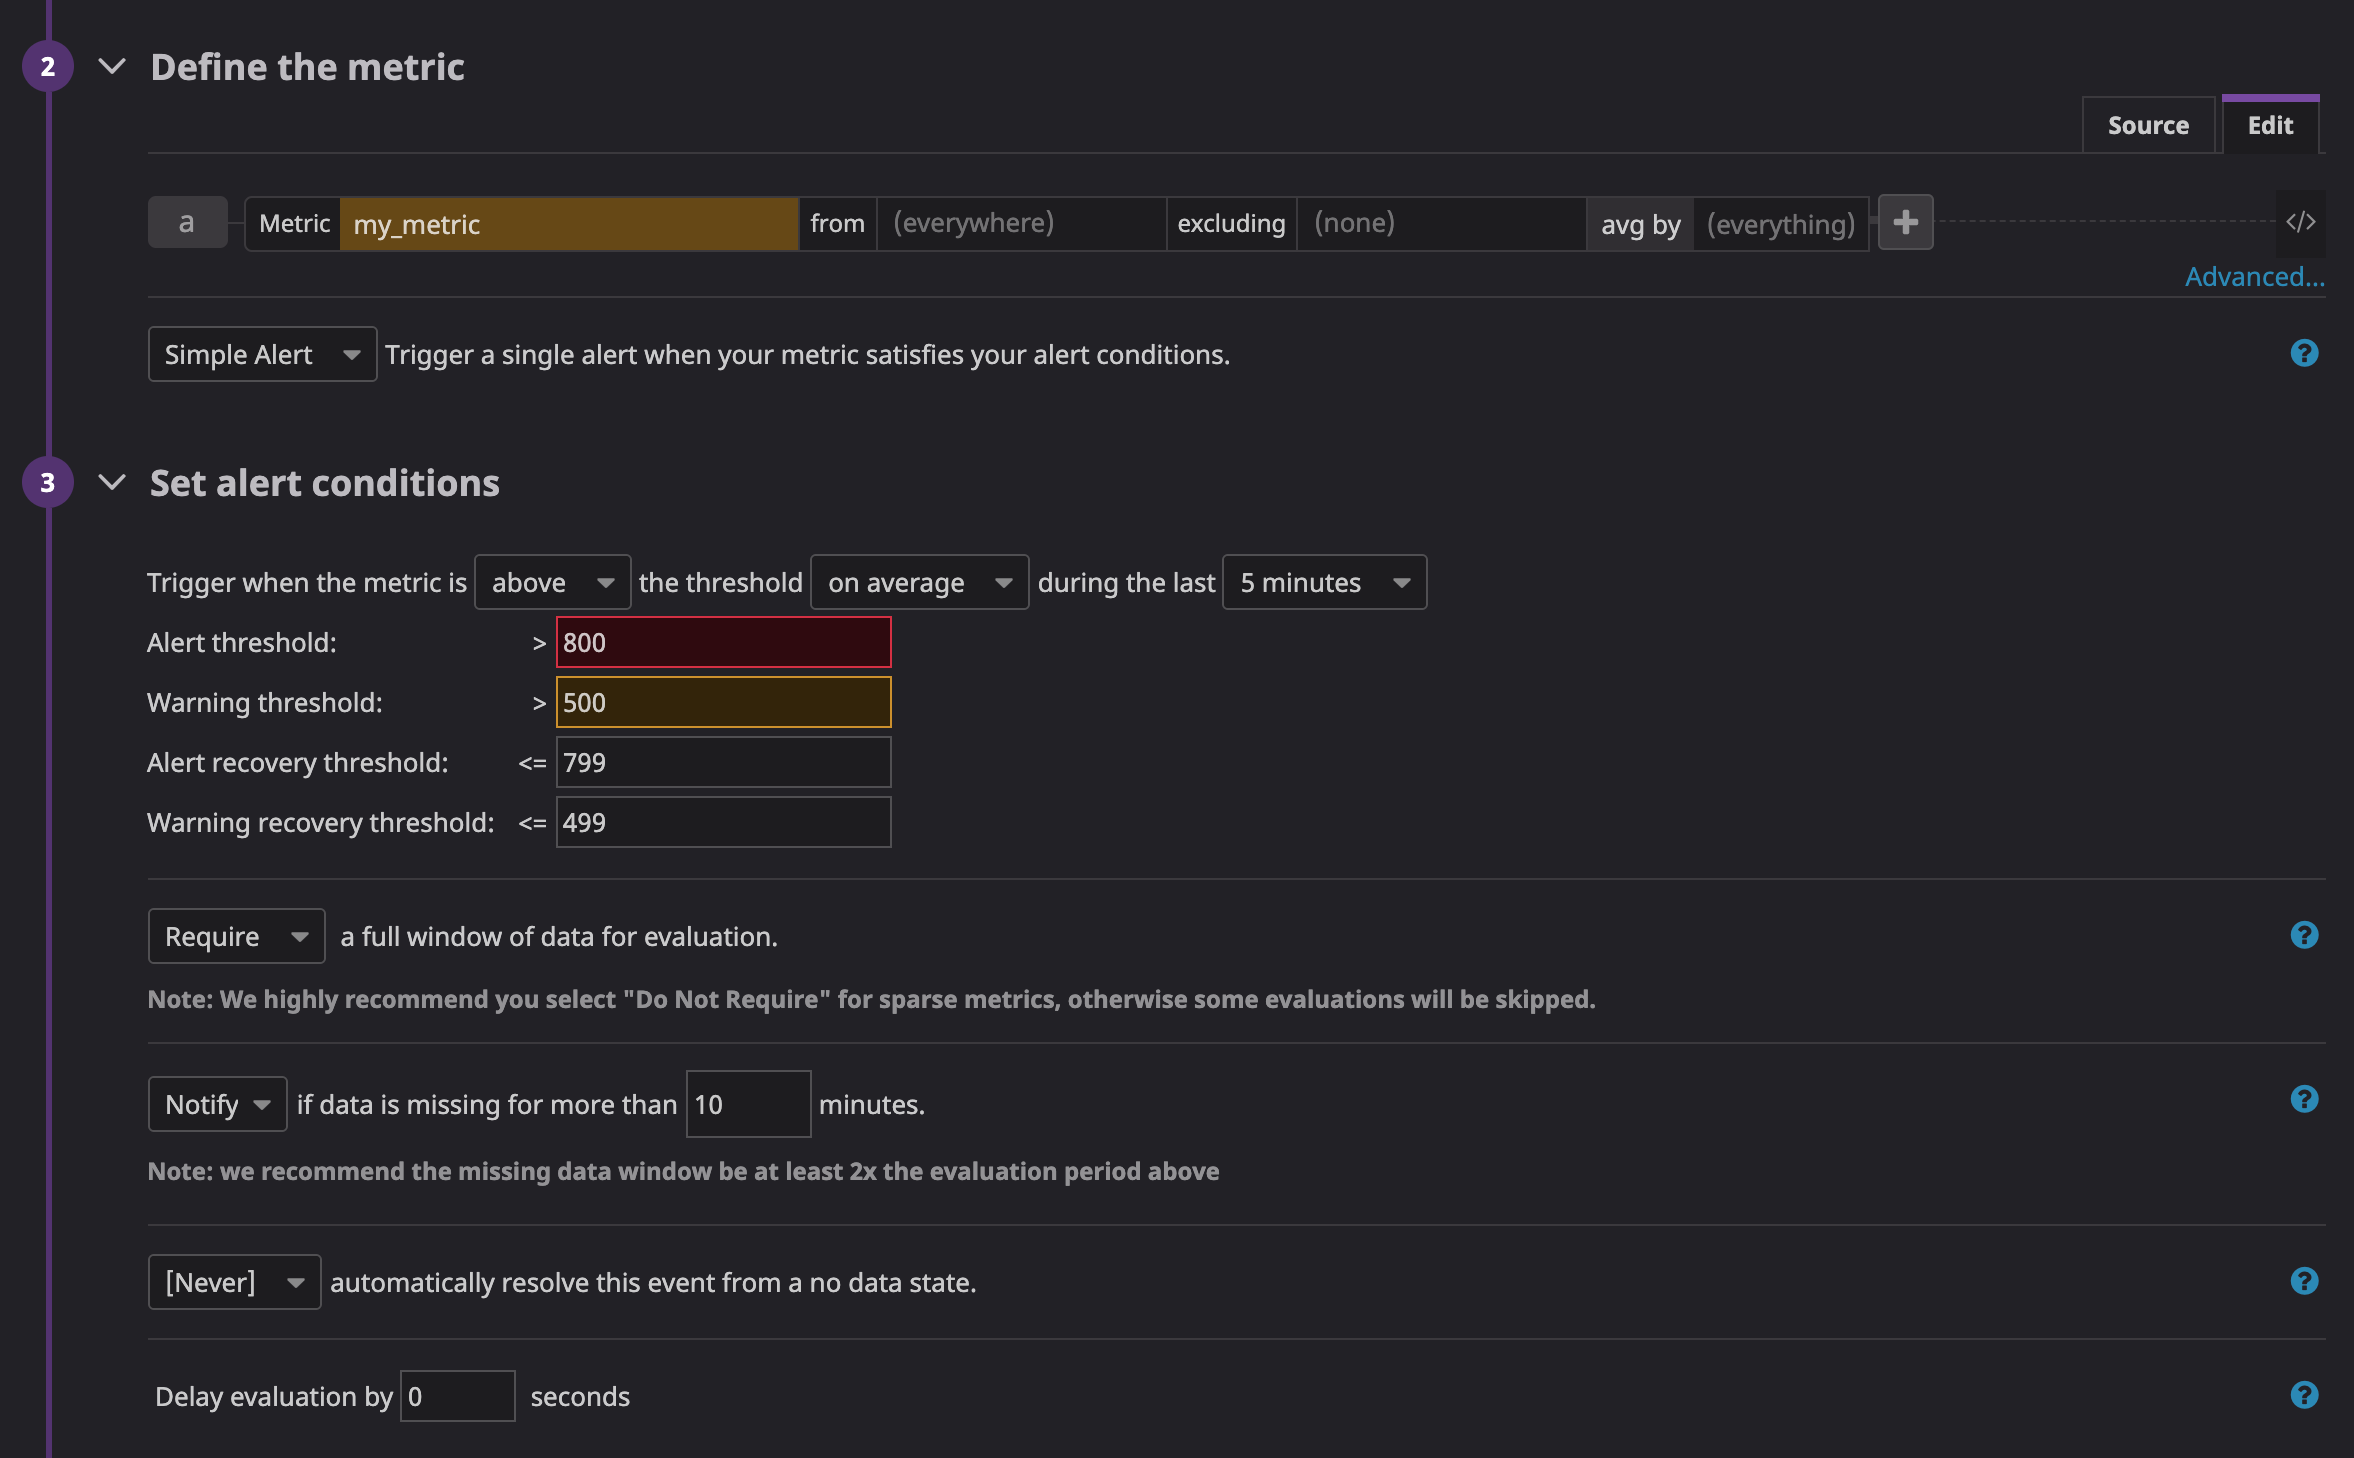 2 Define the metric
Source Edit
a Metric my_metric from (everywhere) excluding (none) avg by (everything) + </>
Advanced...
Simple Alert Trigger a single alert when your metric satisfies your alert conditions. ?
3 Set alert conditions
Trigger when the metric is above the threshold on average during the last 5 minutes
Alert threshold: > 800
Warning threshold: > 500
Alert recovery threshold: <= 799
Warning recovery threshold: <= 499
Require a full window of data for evaluation. ?
Note: We highly recommend you select "Do Not Require" for sparse metrics, otherwise some evaluations will be skipped.
Notify if data is missing for more than 10 minutes. ?
Note: we recommend the missing data window be at least 2x the evaluation period above
[Never] automatically resolve this event from a no data state. ?
Delay evaluation by 0 seconds ?